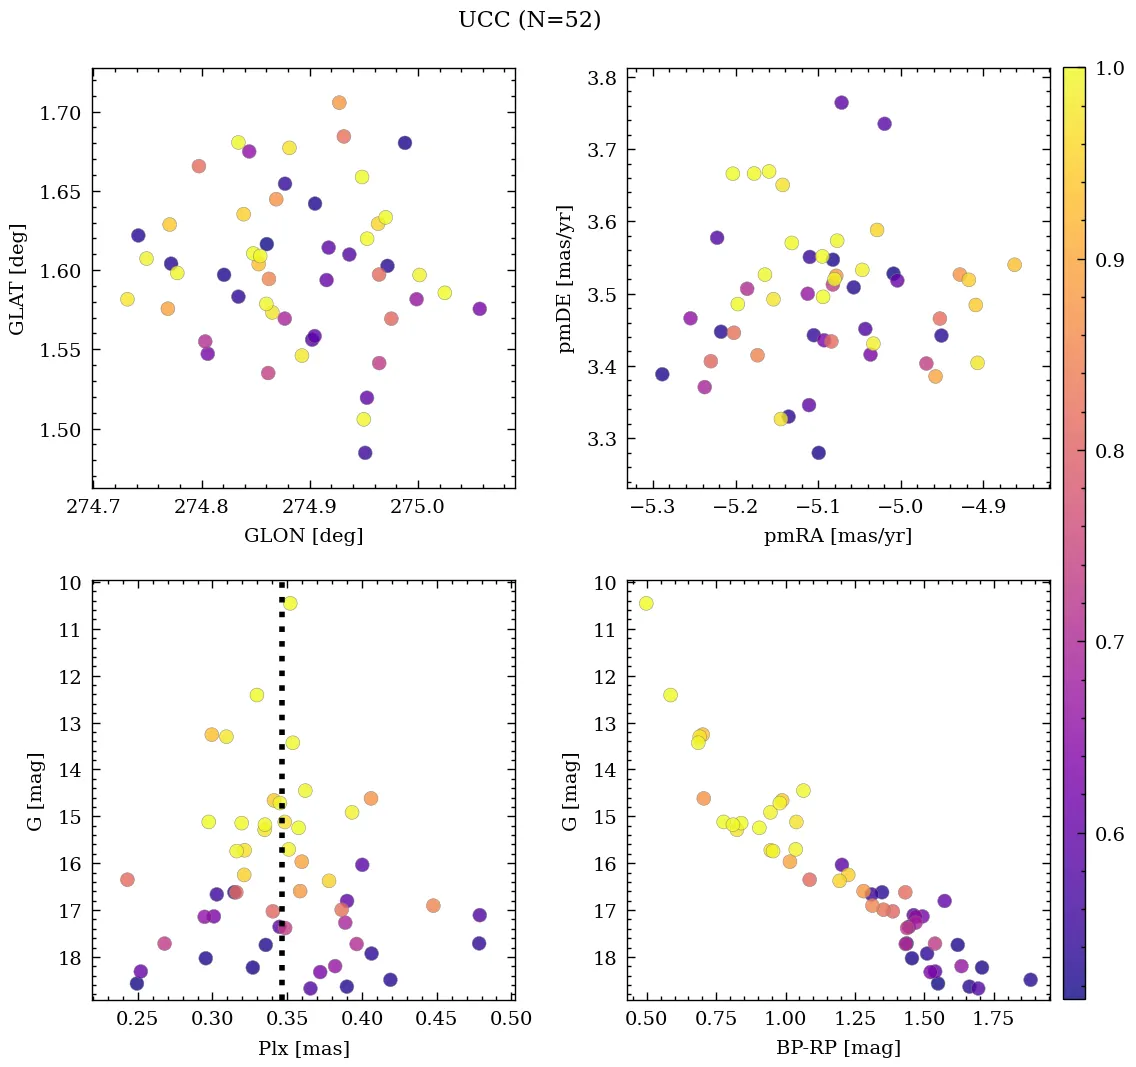 UCC (N=52)
1.70
1.65
1.60
1.55
1.50
GLAT [deg]
274.7 274.8 274.9 275.0
GLON [deg]
3.8
3.7
3.6
3.5
3.4
3.3
pmDE [mas/yr]
−5.3 −5.2 −5.1 −5.0 −4.9
pmRA [mas/yr]
1.0
0.9
0.8
0.7
0.6
10
11
12
13
14
15
16
17
18
G [mag]
0.25 0.30 0.35 0.40 0.45 0.50
Plx [mas]
10
11
12
13
14
15
16
17
18
G [mag]
0.50 0.75 1.00 1.25 1.50 1.75
BP-RP [mag]